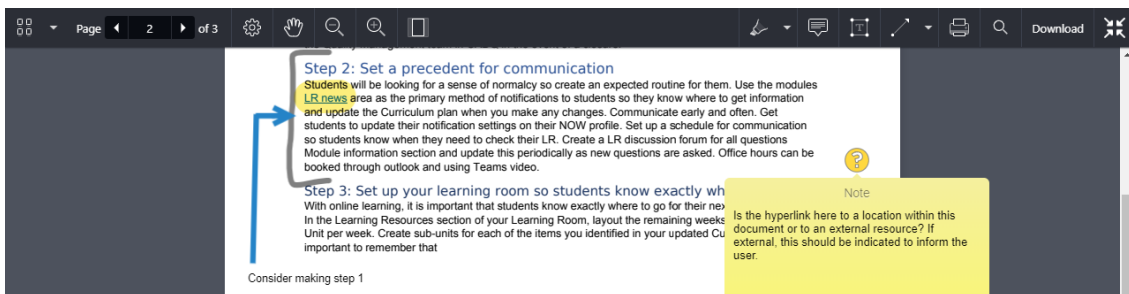 Page 2 of 3 Download
Step 2: Set a precedent for communication
Students will be looking for a sense of normalcy so create an expected routine for them. Use the modules
LR news area as the primary method of notifications to students so they know where to get information
and update the Curriculum plan when you make any changes. Communicate early and often. Get
students to update their notification settings on their NOW profile. Set up a schedule for communication
so students know when they need to check their LR. Create a LR discussion forum for all questions
Module information section and update this periodically as new questions are asked. Office hours can be
booked through outlook and using Teams video.
Step 3: Set up your learning room so students know exactly wh
With online learning, it is important that students know exactly where to go for their nex
In the Learning Resources section of your Learning Room, layout the remaining weeks
Unit per week. Create sub-units for each of the items you identified in your updated Cu
important to remember that
Consider making step 1
?
Note
Is the hyperlink here to a location within this
document or to an external resource? If
external, this should be indicated to inform the
user.